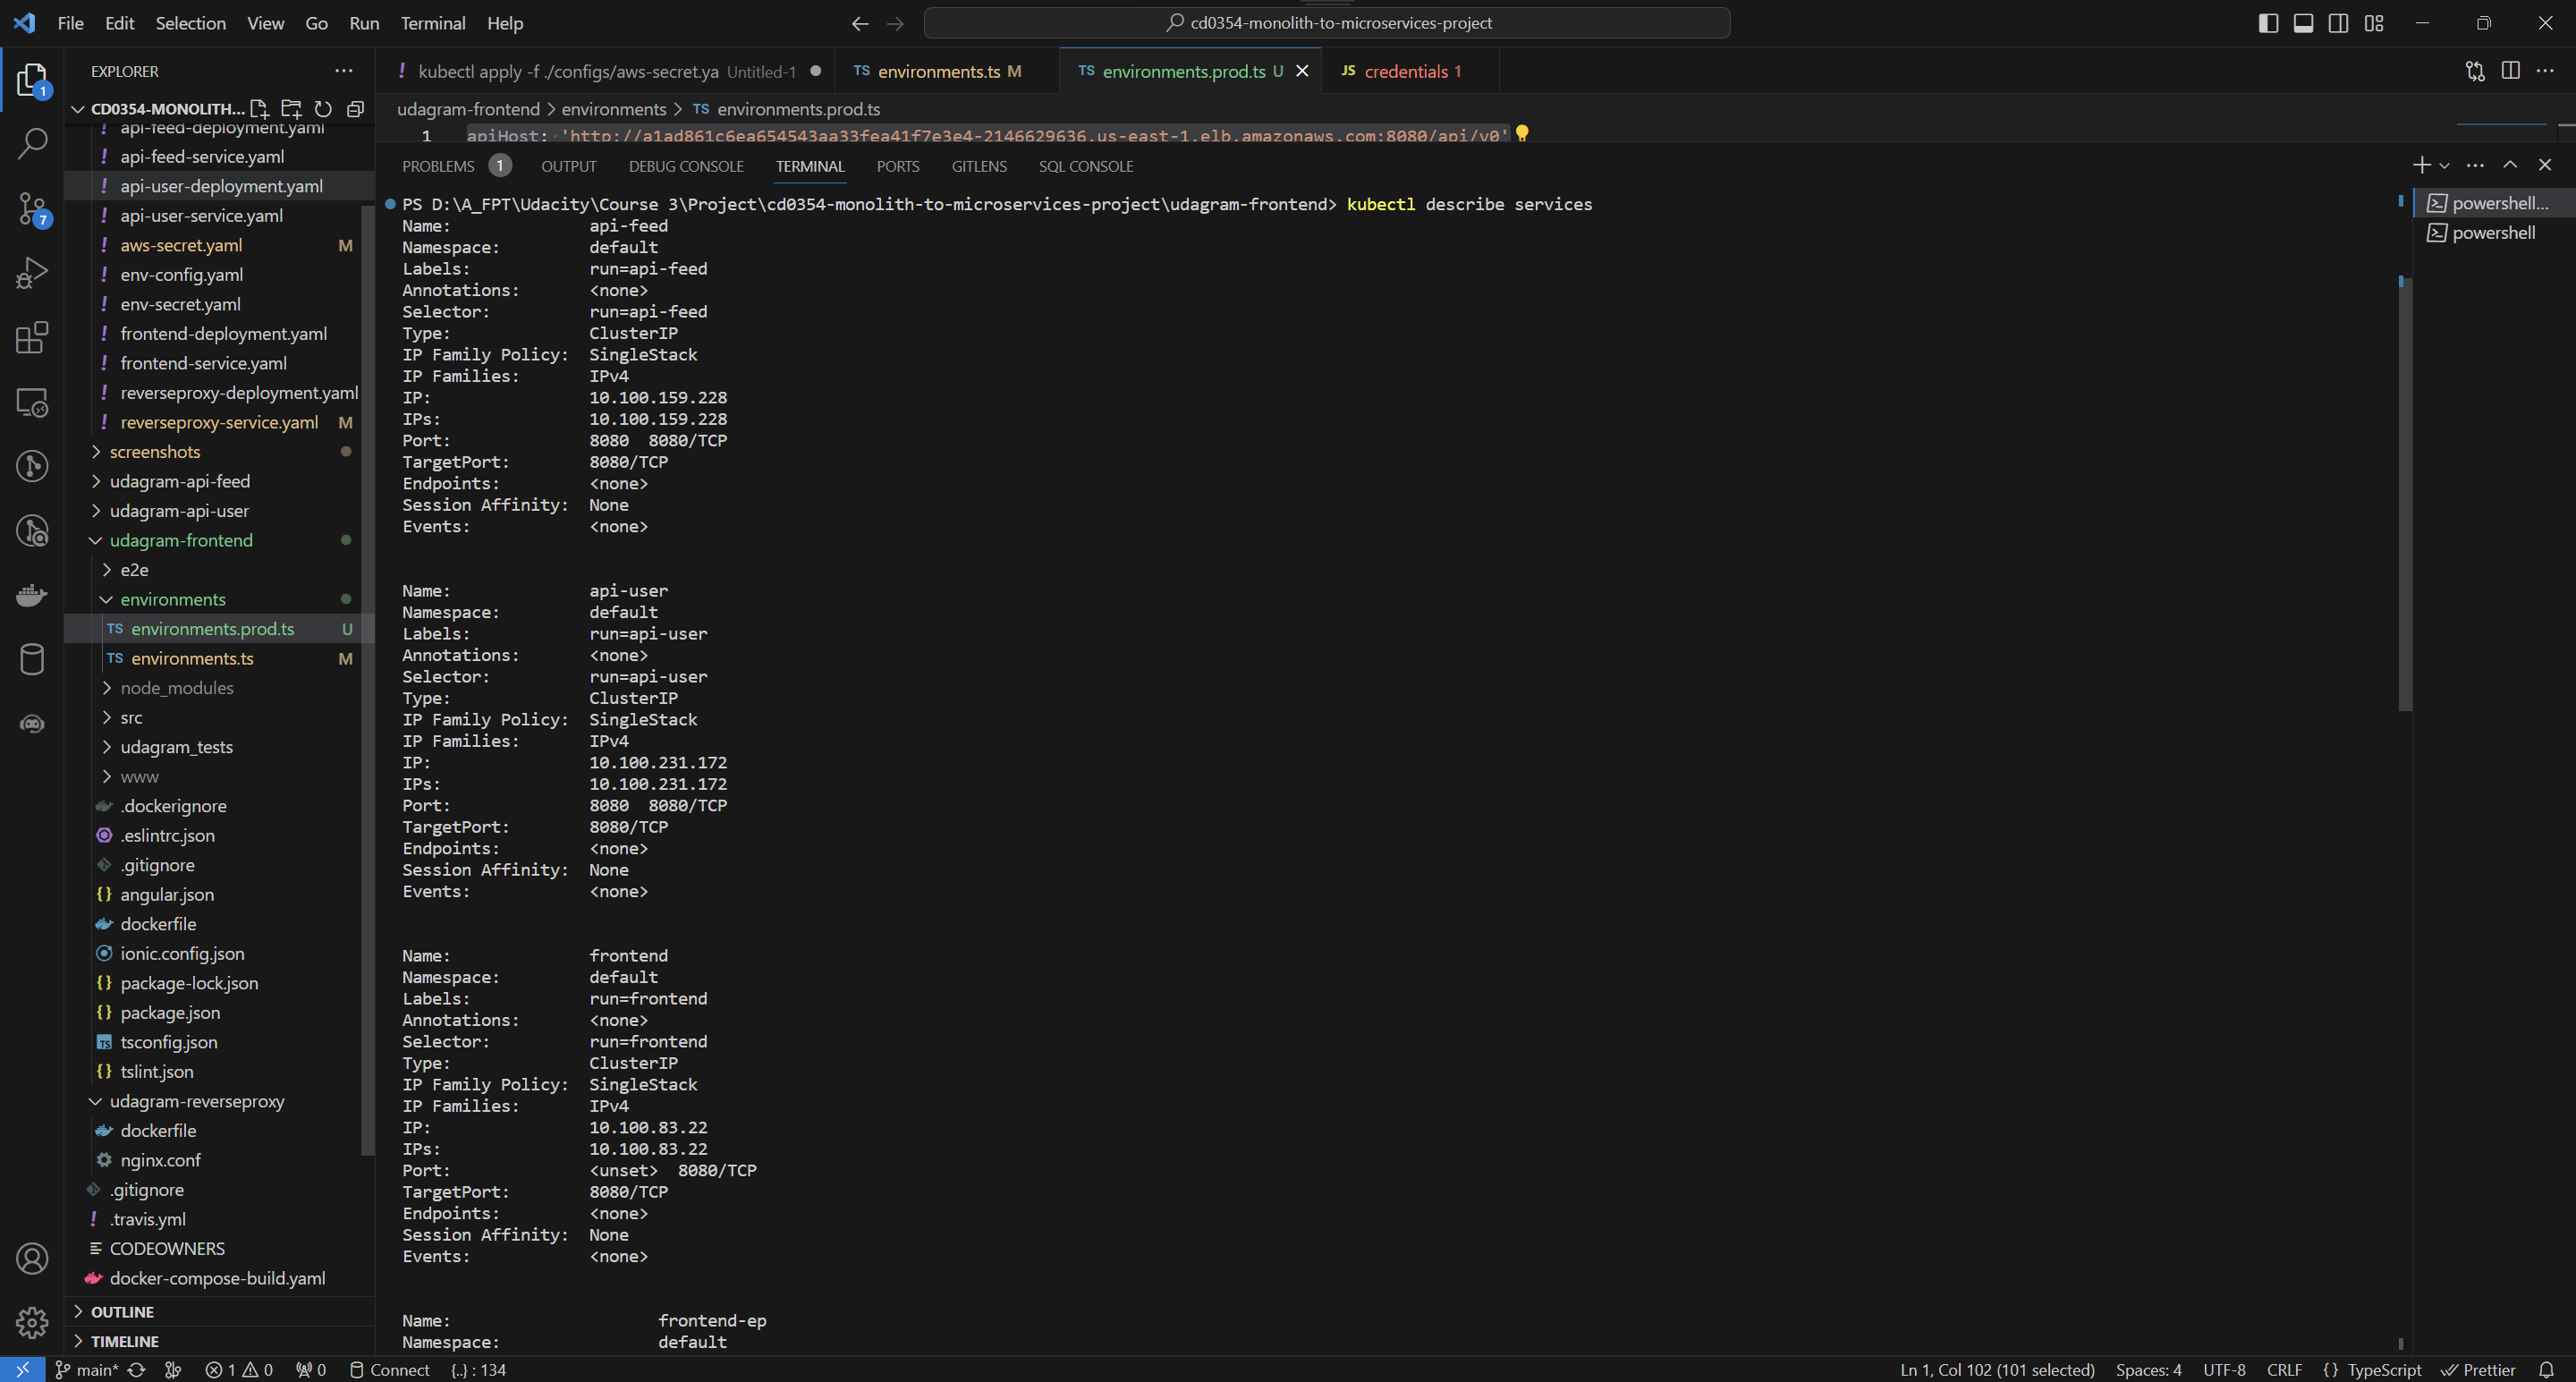 File Edit Selection View Go Run Terminal Help
cd0354-monolith-to-microservices-project
EXPLORER
CD0354-MONOLITH...
api-feed-deployment.yaml
api-feed-service.yaml
api-user-deployment.yaml
api-user-service.yaml
aws-secret.yaml M
env-config.yaml
env-secret.yaml
frontend-deployment.yaml
frontend-service.yaml
reverseproxy-deployment.yaml
reverseproxy-service.yaml M
screenshots
udagram-api-feed
udagram-api-user
udagram-frontend
e2e
environments
TS environments.prod.ts U
TS environments.ts M
node_modules
src
udagram_tests
www
.dockerignore
.eslintrc.json
.gitignore
{} angular.json
dockerfile
ionic.config.json
{} package-lock.json
{} package.json
TS tsconfig.json
{} tslint.json
udagram-reverseproxy
dockerfile
nginx.conf
.gitignore
! .travis.yml
CODEOWNERS
docker-compose-build.yaml
OUTLINE
TIMELINE
1
7
! kubectl apply -f ./configs/aws-secret.ya Untitled-1
TS environments.ts M
TS environments.prod.ts U
JS credentials 1
udagram-frontend > environments > TS environments.prod.ts
1 apiHost: 'http://a1ad861c6ea654543aa33fea41f7e3e4-2146629636.us-east-1.elb.amazonaws.com:8080/api/v0'
PROBLEMS 1 OUTPUT DEBUG CONSOLE TERMINAL PORTS GITLENS SQL CONSOLE
powershell...
powershell
PS D:\A_FPT\Udacity\Course 3\Project\cd0354-monolith-to-microservices-project\udagram-frontend> kubectl describe services
Name: api-feed
Namespace: default
Labels: run=api-feed
Annotations: <none>
Selector: run=api-feed
Type: ClusterIP
IP Family Policy: SingleStack
IP Families: IPv4
IP: 10.100.159.228
IPs: 10.100.159.228
Port: 8080 8080/TCP
TargetPort: 8080/TCP
Endpoints: <none>
Session Affinity: None
Events: <none>
Name: api-user
Namespace: default
Labels: run=api-user
Annotations: <none>
Selector: run=api-user
Type: ClusterIP
IP Family Policy: SingleStack
IP Families: IPv4
IP: 10.100.231.172
IPs: 10.100.231.172
Port: 8080 8080/TCP
TargetPort: 8080/TCP
Endpoints: <none>
Session Affinity: None
Events: <none>
Name: frontend
Namespace: default
Labels: run=frontend
Annotations: <none>
Selector: run=frontend
Type: ClusterIP
IP Family Policy: SingleStack
IP Families: IPv4
IP: 10.100.83.22
IPs: 10.100.83.22
Port: <unset> 8080/TCP
TargetPort: 8080/TCP
Endpoints: <none>
Session Affinity: None
Events: <none>
Name: frontend-ep
Namespace: default
main* 1 0 0 Connect {..} : 134
Ln 1, Col 102 (101 selected) Spaces: 4 UTF-8 CRLF {} TypeScript Prettier